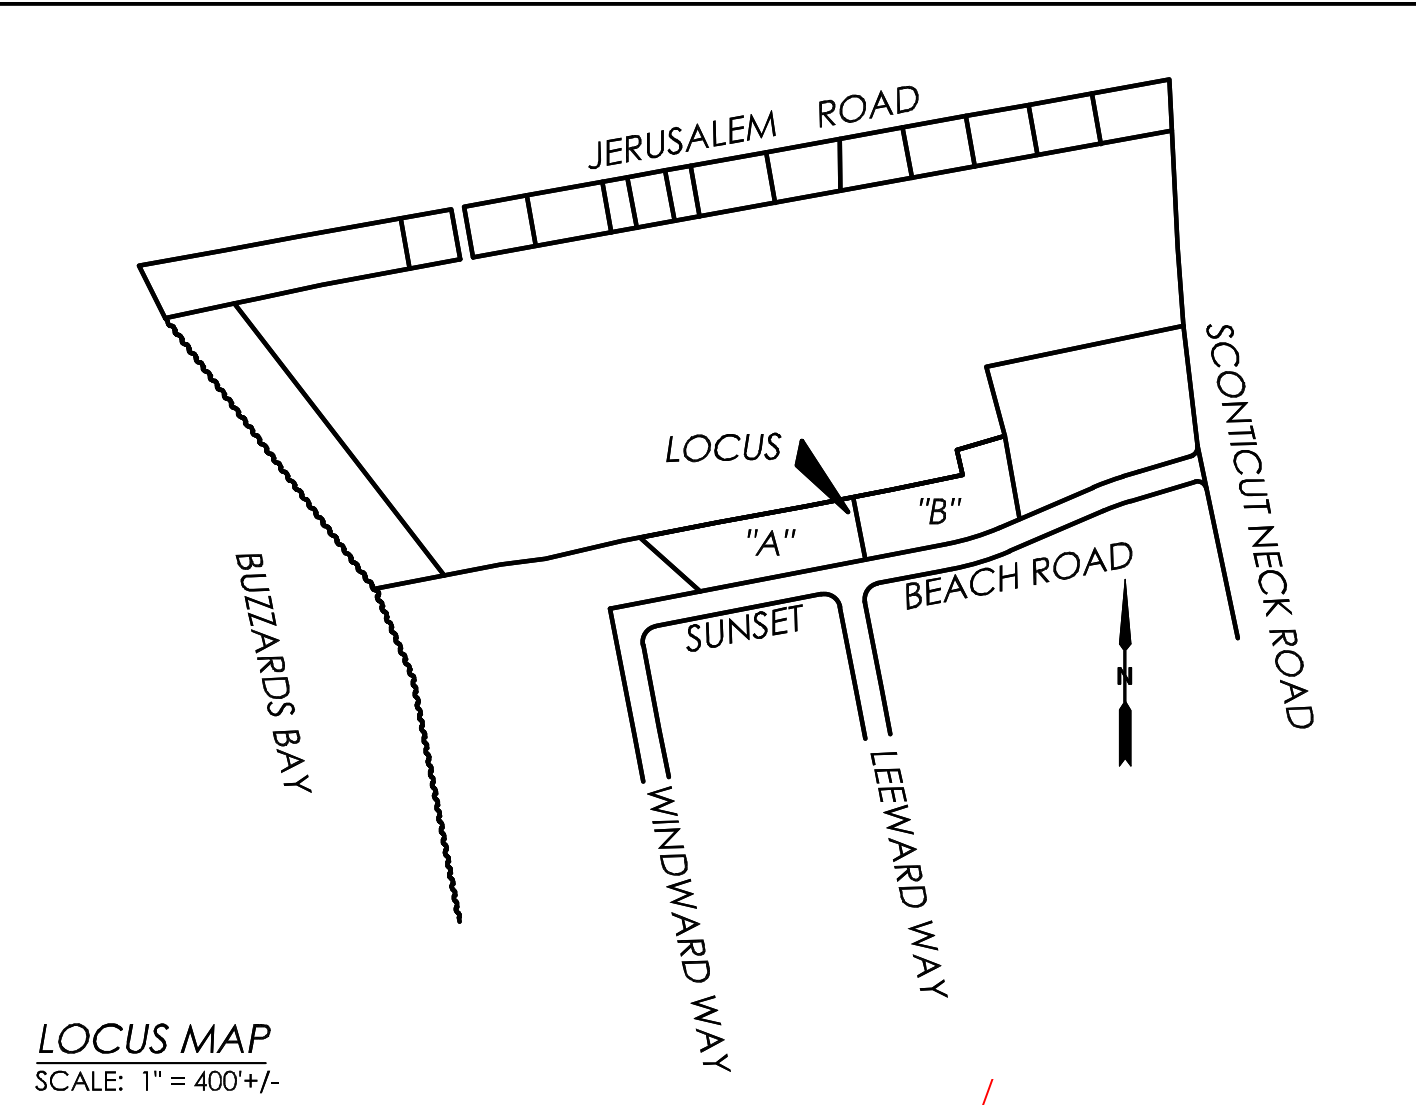 JERUSALEM ROAD
SCONTICUT NECK ROAD
LOCUS
"A"
"B"
SUNSET BEACH ROAD
BUZZARDS BAY
N
WINDWARD WAY
LEEWARD WAY
LOCUS MAP
SCALE: 1" = 400'+/-